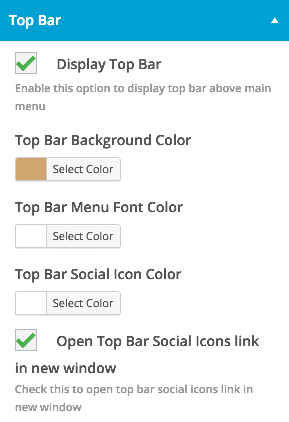 Top Bar
Display Top Bar
Enable this option to display top bar above main
menu
Top Bar Background Color
Select Color
Top Bar Menu Font Color
Select Color
Top Bar Social Icon Color
Select Color
Open Top Bar Social Icons link
in new window
Check this to open top bar social icons link in
new window